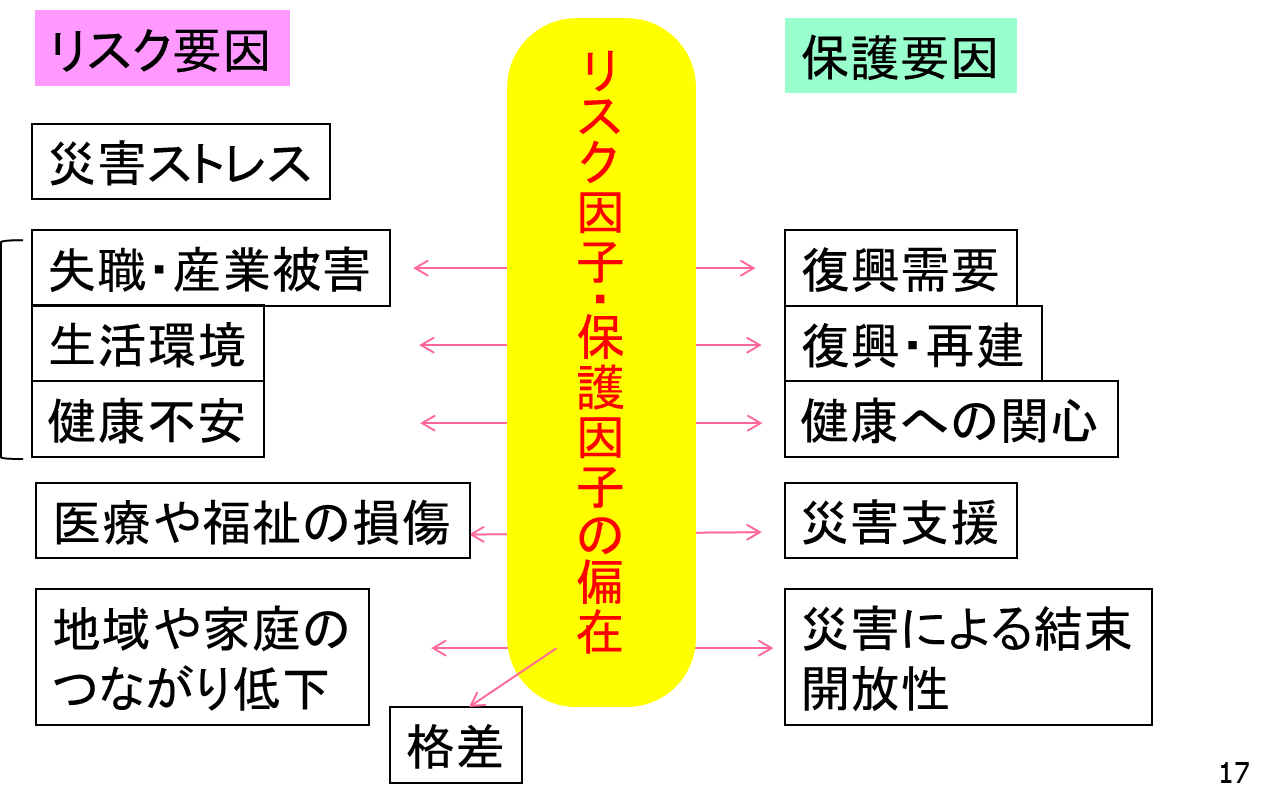 リスク要因
災害ストレス
失職・産業被害
生活環境
健康不安
医療や福祉の損傷
地域や家庭の
つながり低下
リスク因子・保護因子の偏在
格差
保護要因
復興需要
復興・再建
健康への関心
災害支援
災害による結束
開放性
17